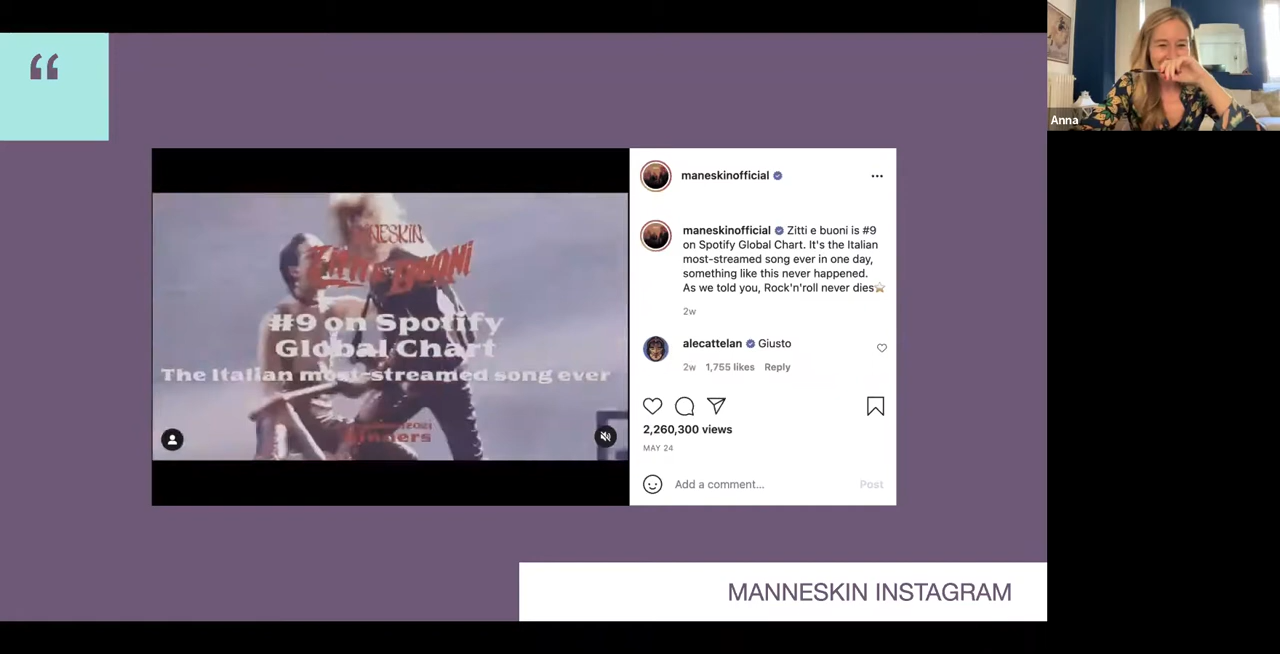 “
Anna
maneskinofficial
MÅNESKIN
ZITTI E BUONI
#9 on Spotify
Global Chart
The Italian most-streamed song ever
maneskinofficial Zitti e buoni is #9
on Spotify Global Chart. It's the Italian
most-streamed song ever in one day,
something like this never happened.
As we told you, Rock'n'roll never dies⭐
2w
alecattelan Giusto
2w 1,755 likes Reply
2,260,300 views
MAY 24
Add a comment... Post
MANNESKIN INSTAGRAM